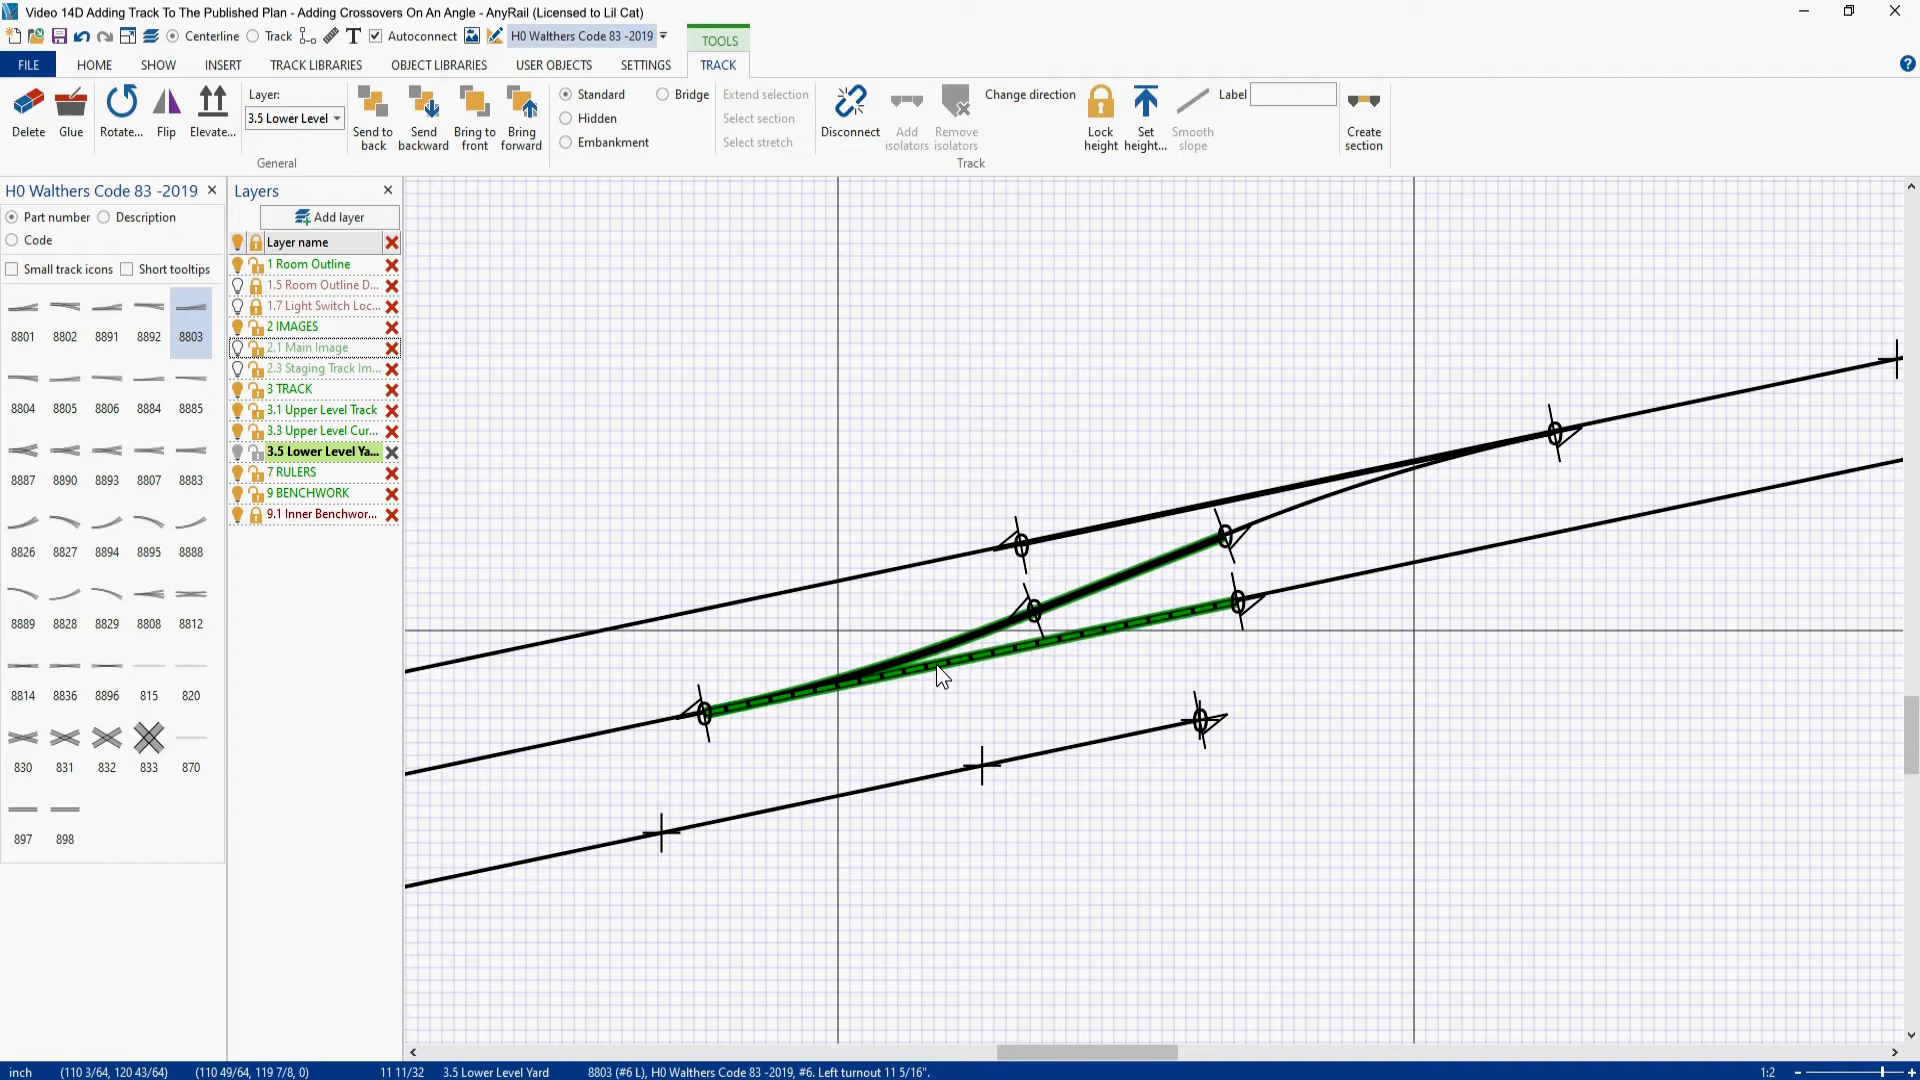 Video 14D Adding Track To The Published Plan - Adding Crossovers On An Angle - AnyRail (Licensed to Lil Cat)
Centerline Track T Autoconnect H0 Walthers Code 83 -2019 TOOLS
FILE HOME SHOW INSERT TRACK LIBRARIES OBJECT LIBRARIES USER OBJECTS SETTINGS TRACK
Layer: Standard Bridge Extend selection Change direction Label
3.5 Lower Level Hidden Select section
Delete Glue Rotate... Flip Elevate... Send to back Send backward Bring to front Bring forward Embankment Select stretch Disconnect Add isolators Remove isolators Lock height Set height... Smooth slope Create section
General Track
H0 Walthers Code 83 -2019 Layers
Part number Description
Code
Small track icons Short tooltips
8801 8802 8891 8892 8803
8804 8805 8806 8884 8885
8887 8890 8893 8807 8883
8826 8827 8894 8895 8888
8889 8828 8829 8808 8812
8814 8836 8896 815 820
830 831 832 833 870
897 898
Add layer
Layer name
1 Room Outline
1.5 Room Outline D...
1.7 Light Switch Loc...
2 IMAGES
2.1 Main Image
2.3 Staging Track Im...
3 TRACK
3.1 Upper Level Track
3.3 Upper Level Cur...
3.5 Lower Level Ya...
7 RULERS
9 BENCHWORK
9.1 Inner Benchwor...
inch (110 3/64, 120 43/64) (110 49/64, 119 7/8, 0) 11 11/32 3.5 Lower Level Yard 8803 (#6 L), H0 Walthers Code 83 -2019, #6. Left turnout 11 5/16". 1:2